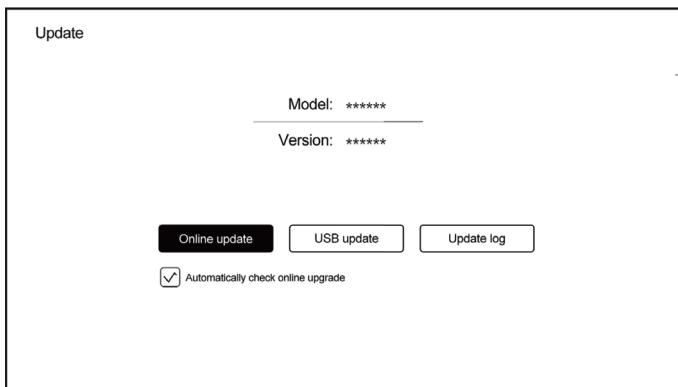 Update
Model: ******
Version: ******
Online update USB update Update log
Automatically check online upgrade